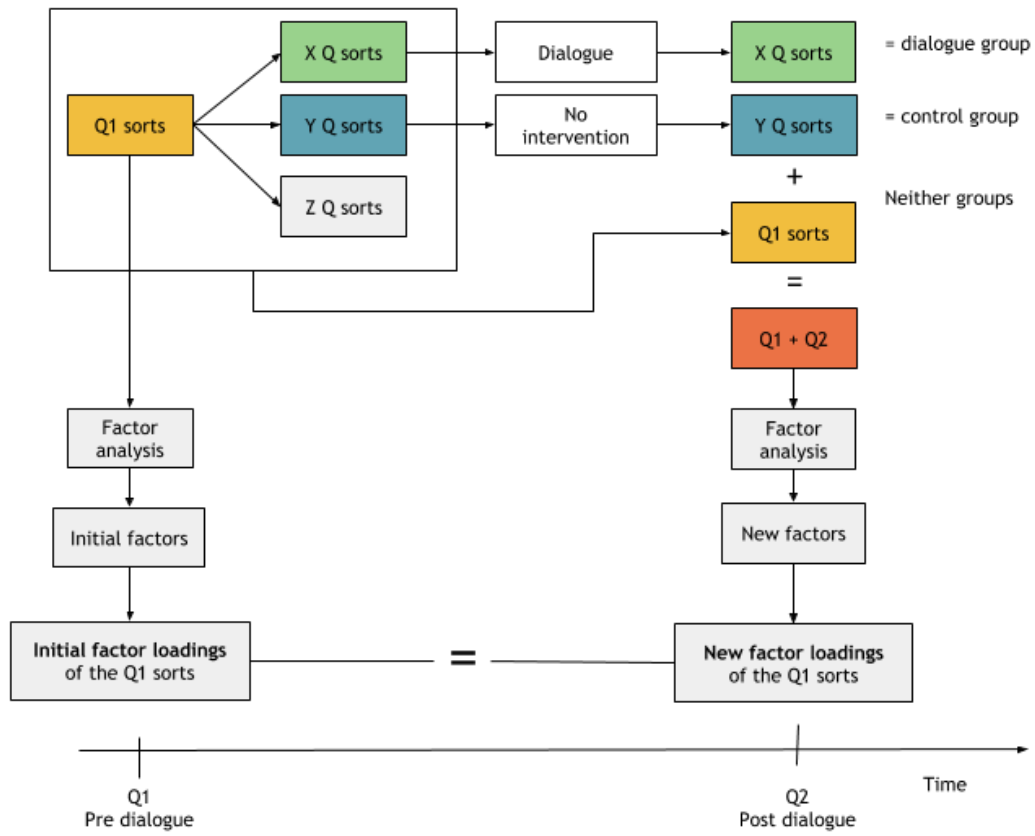 X Q sorts
Dialogue
X Q sorts
= dialogue group
Q1 sorts
Y Q sorts
No
intervention
Y Q sorts
= control group
+
Z Q sorts
Neither groups
Q1 sorts
=
Q1 + Q2
Factor
analysis
Factor
analysis
Initial factors
New factors
Initial factor loadings
of the Q1 sorts
=
New factor loadings
of the Q1 sorts
Time
Q1
Pre dialogue
Q2
Post dialogue